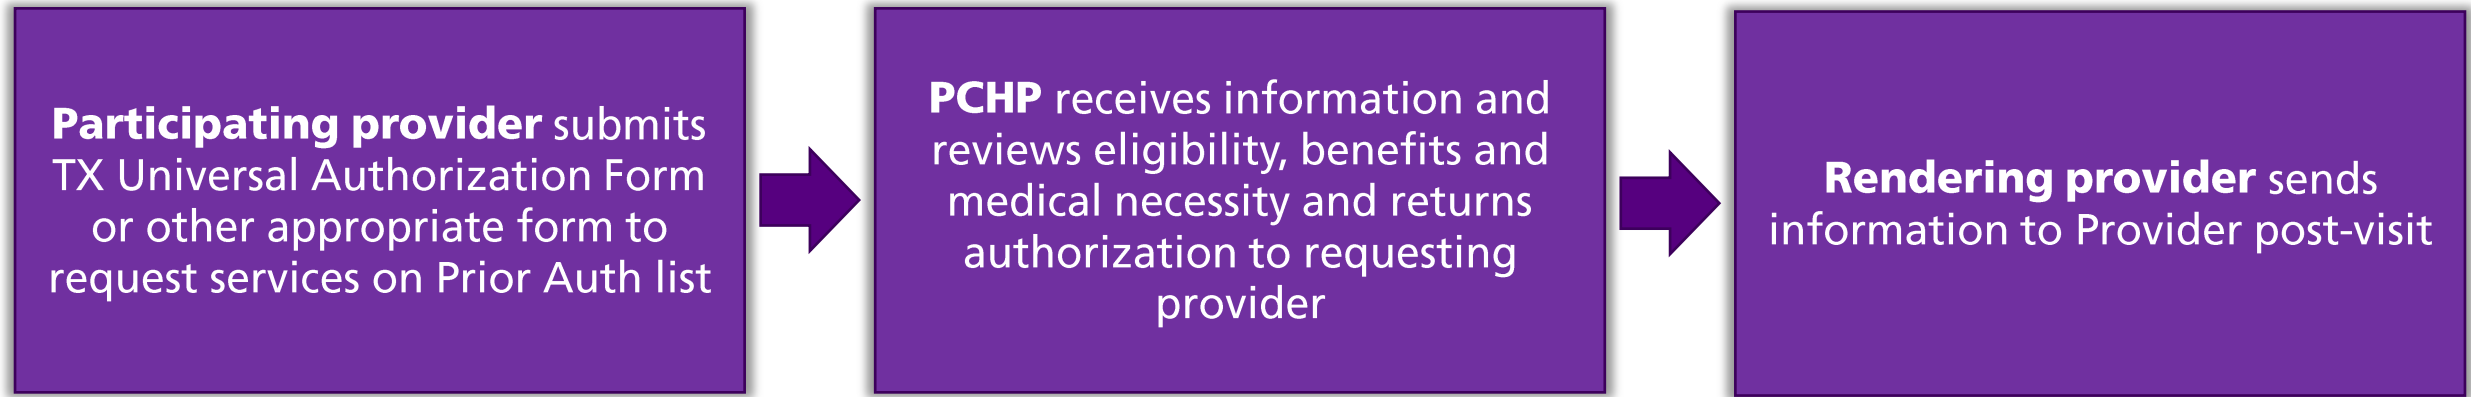 Participating provider submits
TX Universal Authorization Form
or other appropriate form to
request services on Prior Auth list
PCHP receives information and
reviews eligibility, benefits and
medical necessity and returns
authorization to requesting
provider
Rendering provider sends
information to Provider post-visit